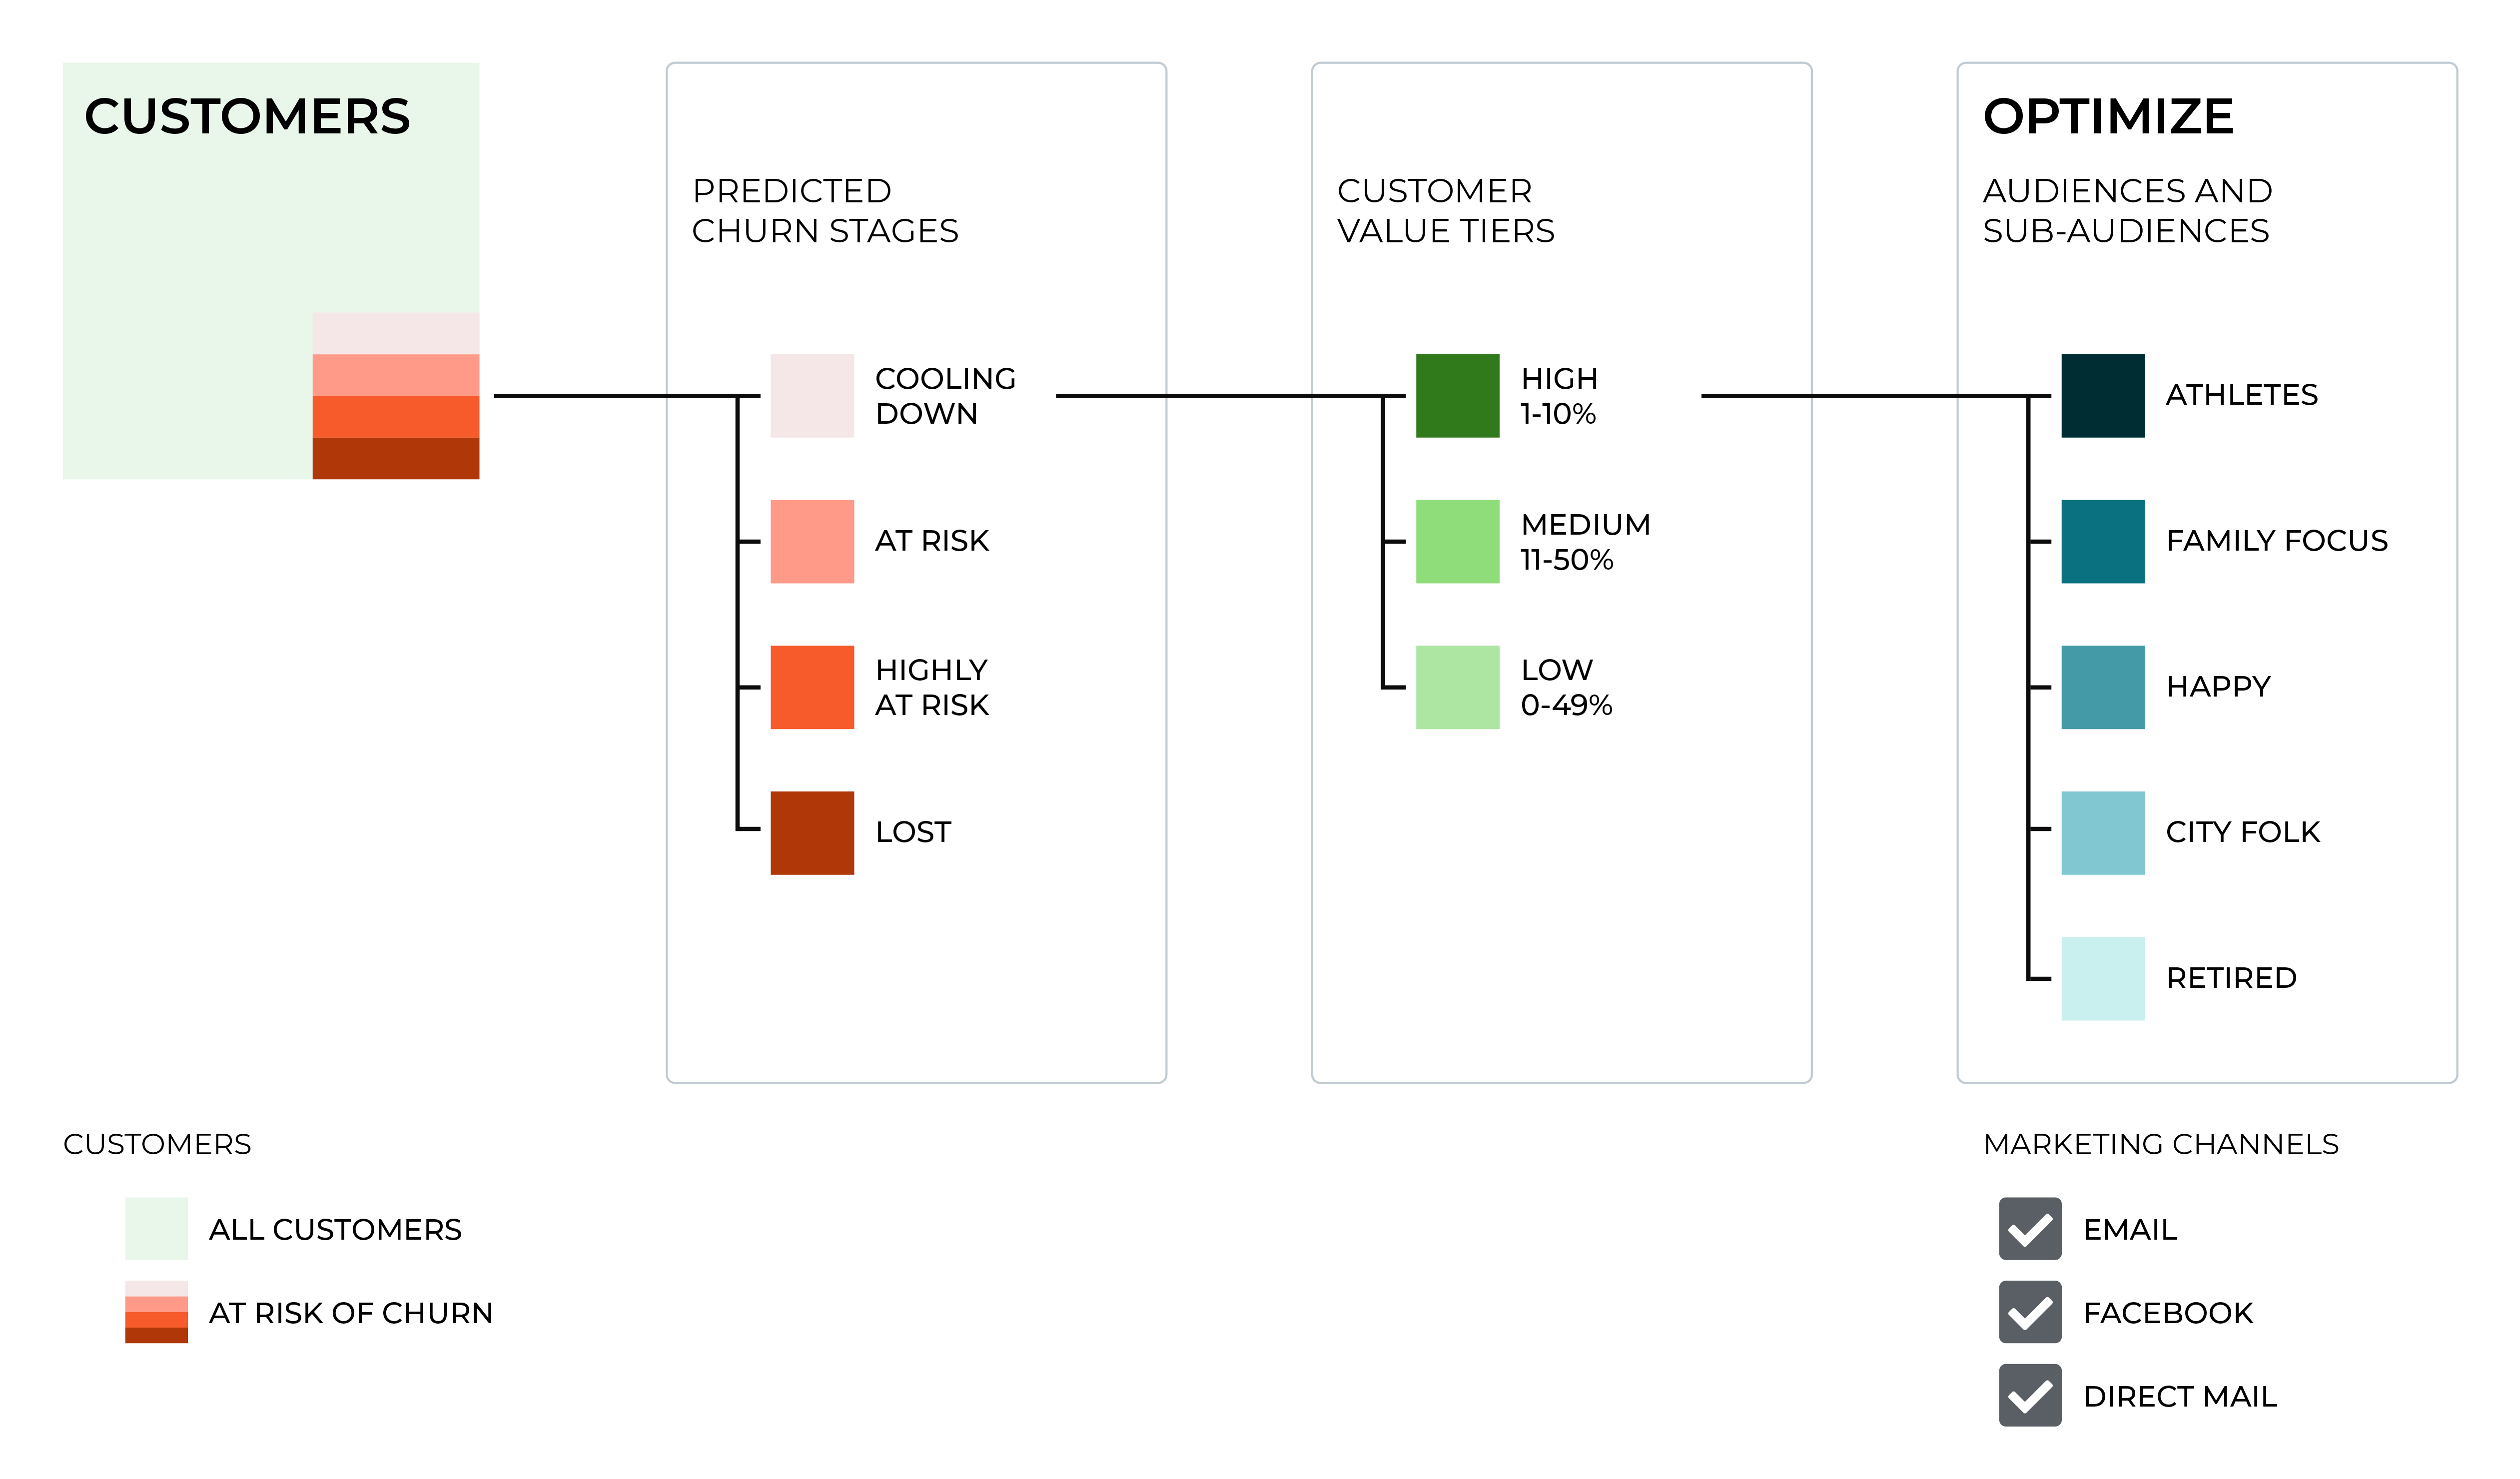 CUSTOMERS
PREDICTED
CHURN STAGES
COOLING
DOWN
AT RISK
HIGHLY
AT RISK
LOST
CUSTOMER
VALUE TIERS
HIGH
1-10%
MEDIUM
11-50%
LOW
0-49%
OPTIMIZE
AUDIENCES AND
SUB-AUDIENCES
ATHLETES
FAMILY FOCUS
HAPPY
CITY FOLK
RETIRED
CUSTOMERS
ALL CUSTOMERS
AT RISK OF CHURN
MARKETING CHANNELS
EMAIL
FACEBOOK
DIRECT MAIL